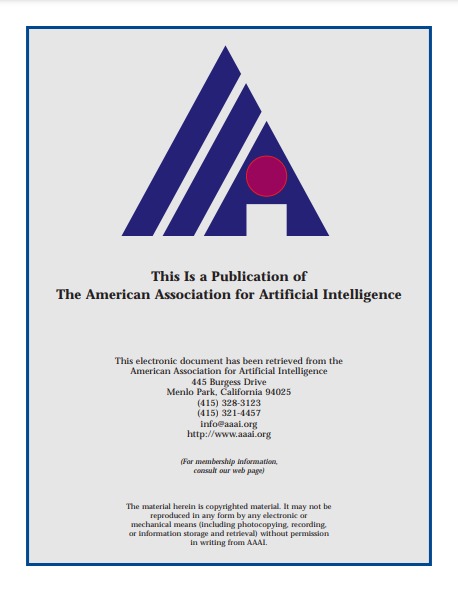 This Is a Publication of
The American Association for Artificial Intelligence
This electronic document has been retrieved from the
American Association for Artificial Intelligence
445 Burgess Drive
Menlo Park, California 94025
(415) 328-3123
(415) 321-4457
info@aaai.org
http://www.aaai.org
(For membership information,
consult our web page)
The material herein is copyrighted material. It may not be
reproduced in any form by any electronic or
mechanical means (including photocopying, recording,
or information storage and retrieval) without permission
in writing from AAAI.